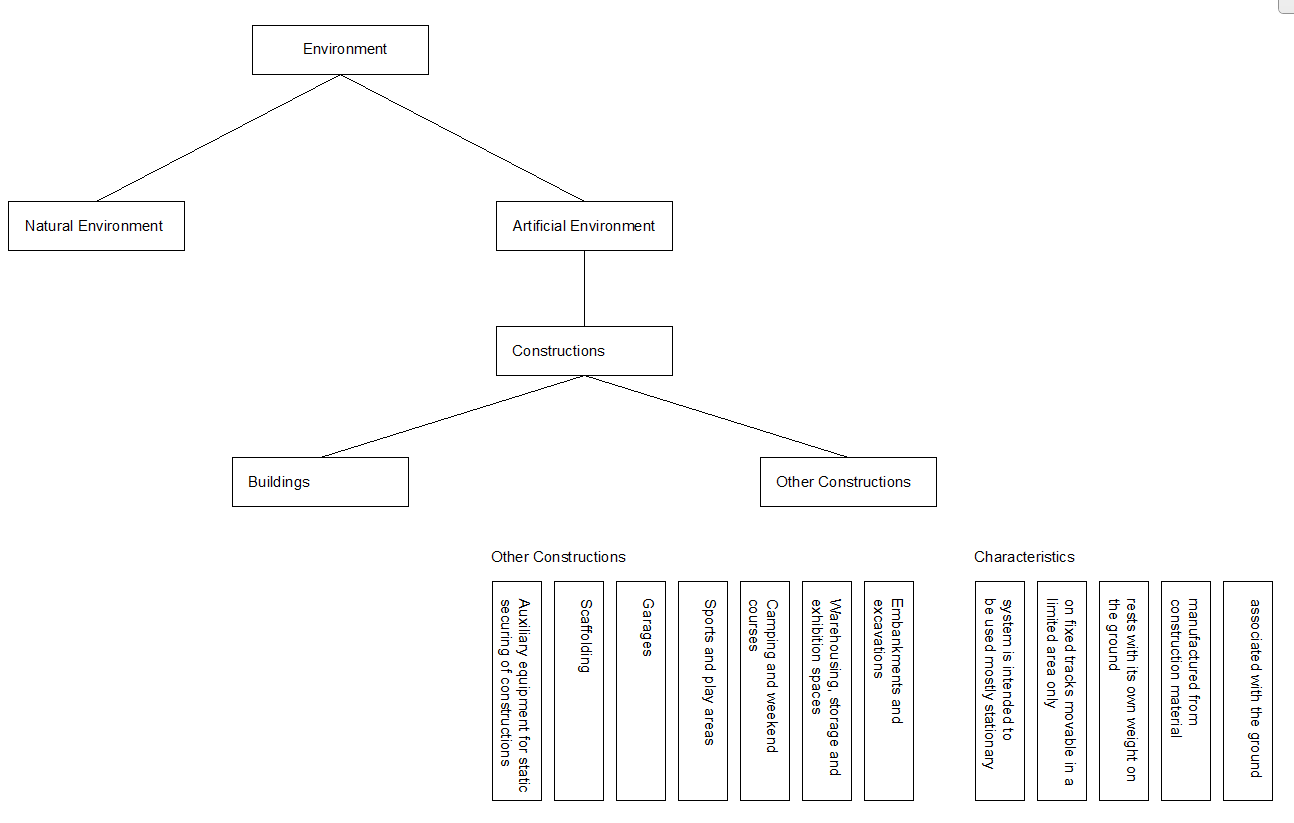 Environment
Natural Environment
Artificial Environment
Constructions
Buildings
Other Constructions
Other Constructions
Characteristics
Auxiliary equipment for static
securing of constructions
Scaffolding
Garages
Sports and play areas
Camping and weekend
courses
Warehousing, storage and
exhibition spaces
Embankments and
excavations
system is intended to
be used mostly stationary
on fixed tracks movable in a
limited area only
rests with its own weight on
the ground
manufactured from
construction material
associated with the ground